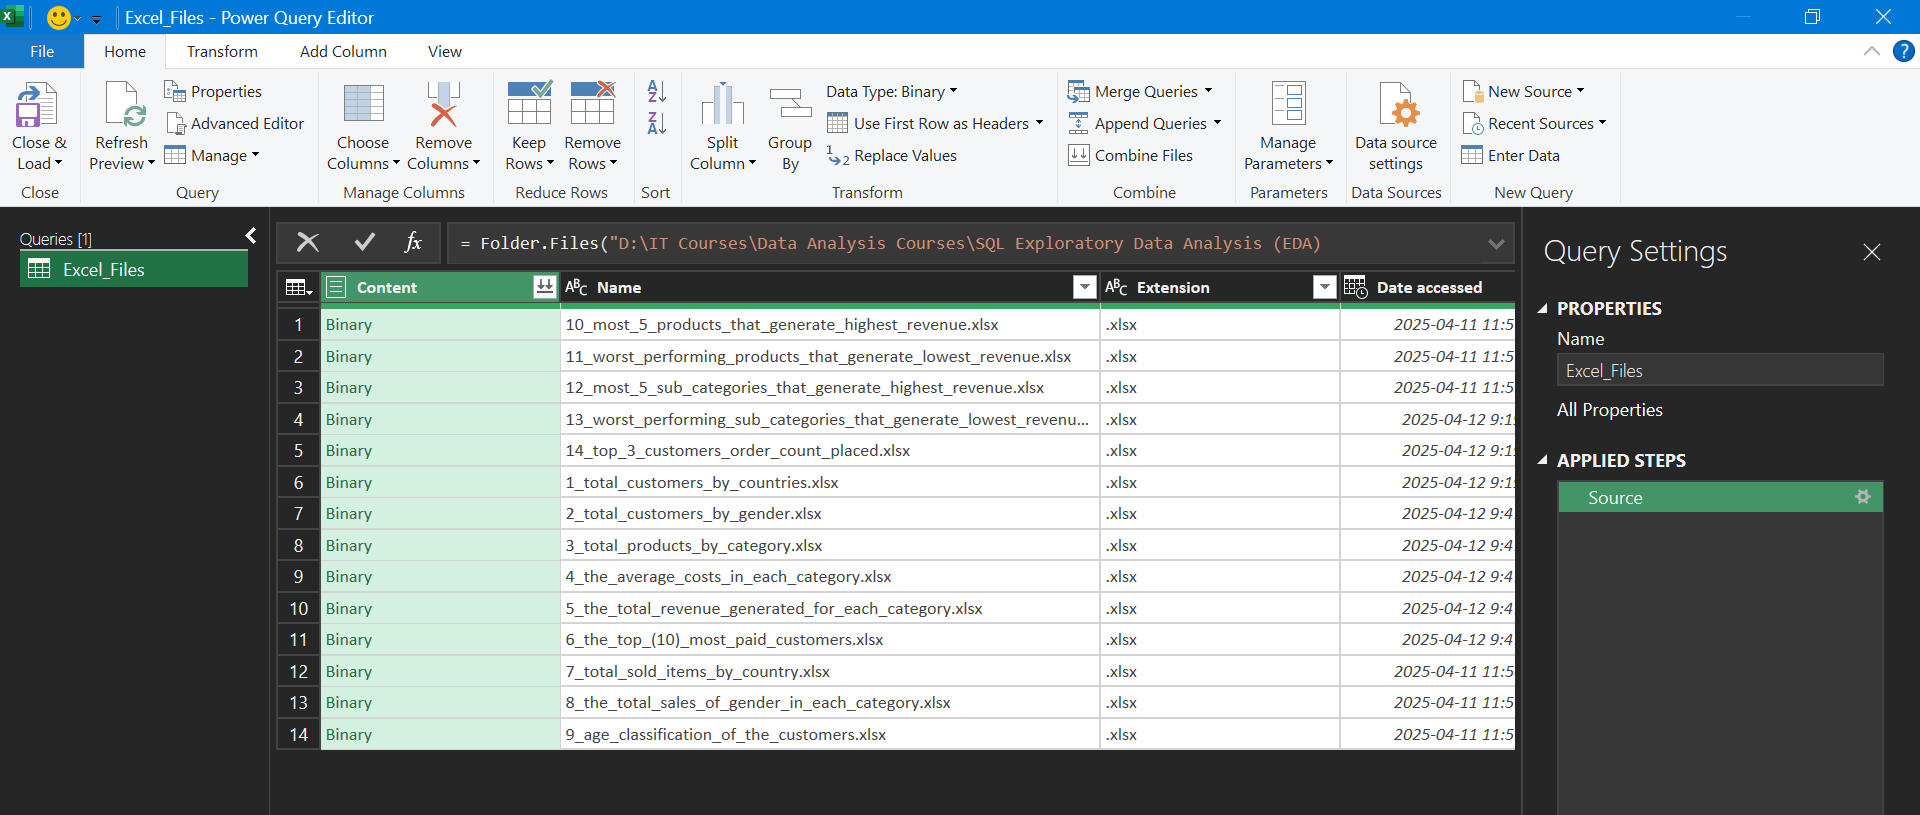 Excel_Files - Power Query Editor
File Home Transform Add Column View
Close & Load
Close
Refresh Preview
Properties
Advanced Editor
Manage
Query
Choose Columns
Remove Columns
Manage Columns
Keep Rows
Remove Rows
Reduce Rows
Sort
Split Column
Group By
Data Type: Binary
Use First Row as Headers
Replace Values
Transform
Merge Queries
Append Queries
Combine Files
Combine
Manage Parameters
Parameters
Data source settings
Data Sources
New Source
Recent Sources
Enter Data
New Query
Queries [1]
Excel_Files
= Folder.Files("D:\IT Courses\Data Analysis Courses\SQL Exploratory Data Analysis (EDA)
Content Name Extension Date accessed
1 Binary 10_most_5_products_that_generate_highest_revenue.xlsx .xlsx 2025-04-11 11:5
2 Binary 11_worst_performing_products_that_generate_lowest_revenue.xlsx .xlsx 2025-04-11 11:5
3 Binary 12_most_5_sub_categories_that_generate_highest_revenue.xlsx .xlsx 2025-04-11 11:5
4 Binary 13_worst_performing_sub_categories_that_generate_lowest_revenu... .xlsx 2025-04-12 9:1
5 Binary 14_top_3_customers_order_count_placed.xlsx .xlsx 2025-04-12 9:1
6 Binary 1_total_customers_by_countries.xlsx .xlsx 2025-04-12 9:1
7 Binary 2_total_customers_by_gender.xlsx .xlsx 2025-04-12 9:4
8 Binary 3_total_products_by_category.xlsx .xlsx 2025-04-12 9:4
9 Binary 4_the_average_costs_in_each_category.xlsx .xlsx 2025-04-12 9:4
10 Binary 5_the_total_revenue_generated_for_each_category.xlsx .xlsx 2025-04-12 9:4
11 Binary 6_the_top_(10)_most_paid_customers.xlsx .xlsx 2025-04-12 9:4
12 Binary 7_total_sold_items_by_country.xlsx .xlsx 2025-04-11 11:5
13 Binary 8_the_total_sales_of_gender_in_each_category.xlsx .xlsx 2025-04-11 11:5
14 Binary 9_age_classification_of_the_customers.xlsx .xlsx 2025-04-11 11:5
Query Settings
PROPERTIES
Name
Excel_Files
All Properties
APPLIED STEPS
Source